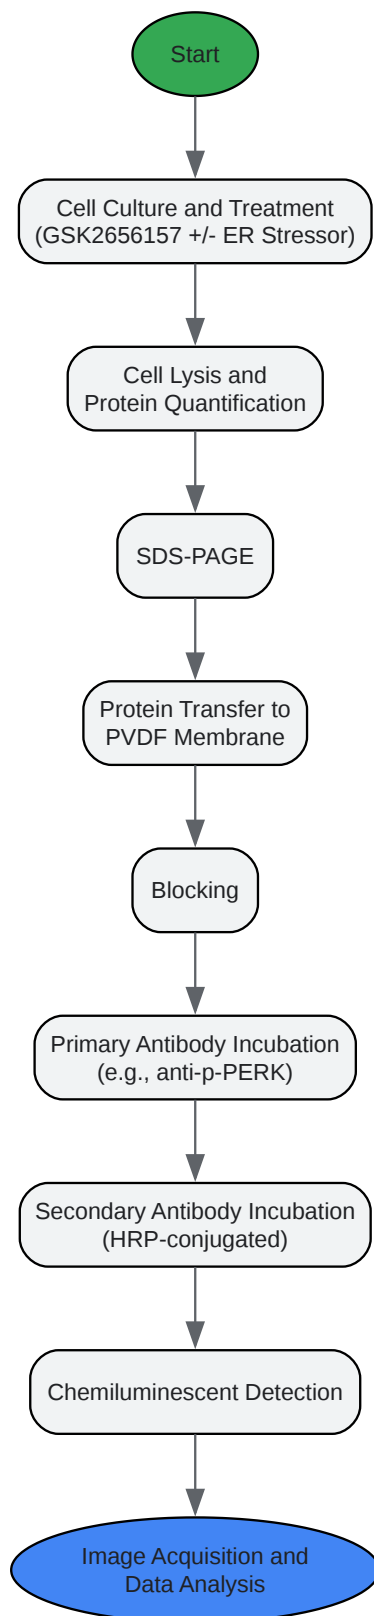 Start
Cell Culture and Treatment
(GSK2656157 +/- ER Stressor)
Cell Lysis and
Protein Quantification
SDS-PAGE
Protein Transfer to
PVDF Membrane
Blocking
Primary Antibody Incubation
(e.g., anti-p-PERK)
Secondary Antibody Incubation
(HRP-conjugated)
Chemiluminescent Detection
Image Acquisition and
Data Analysis